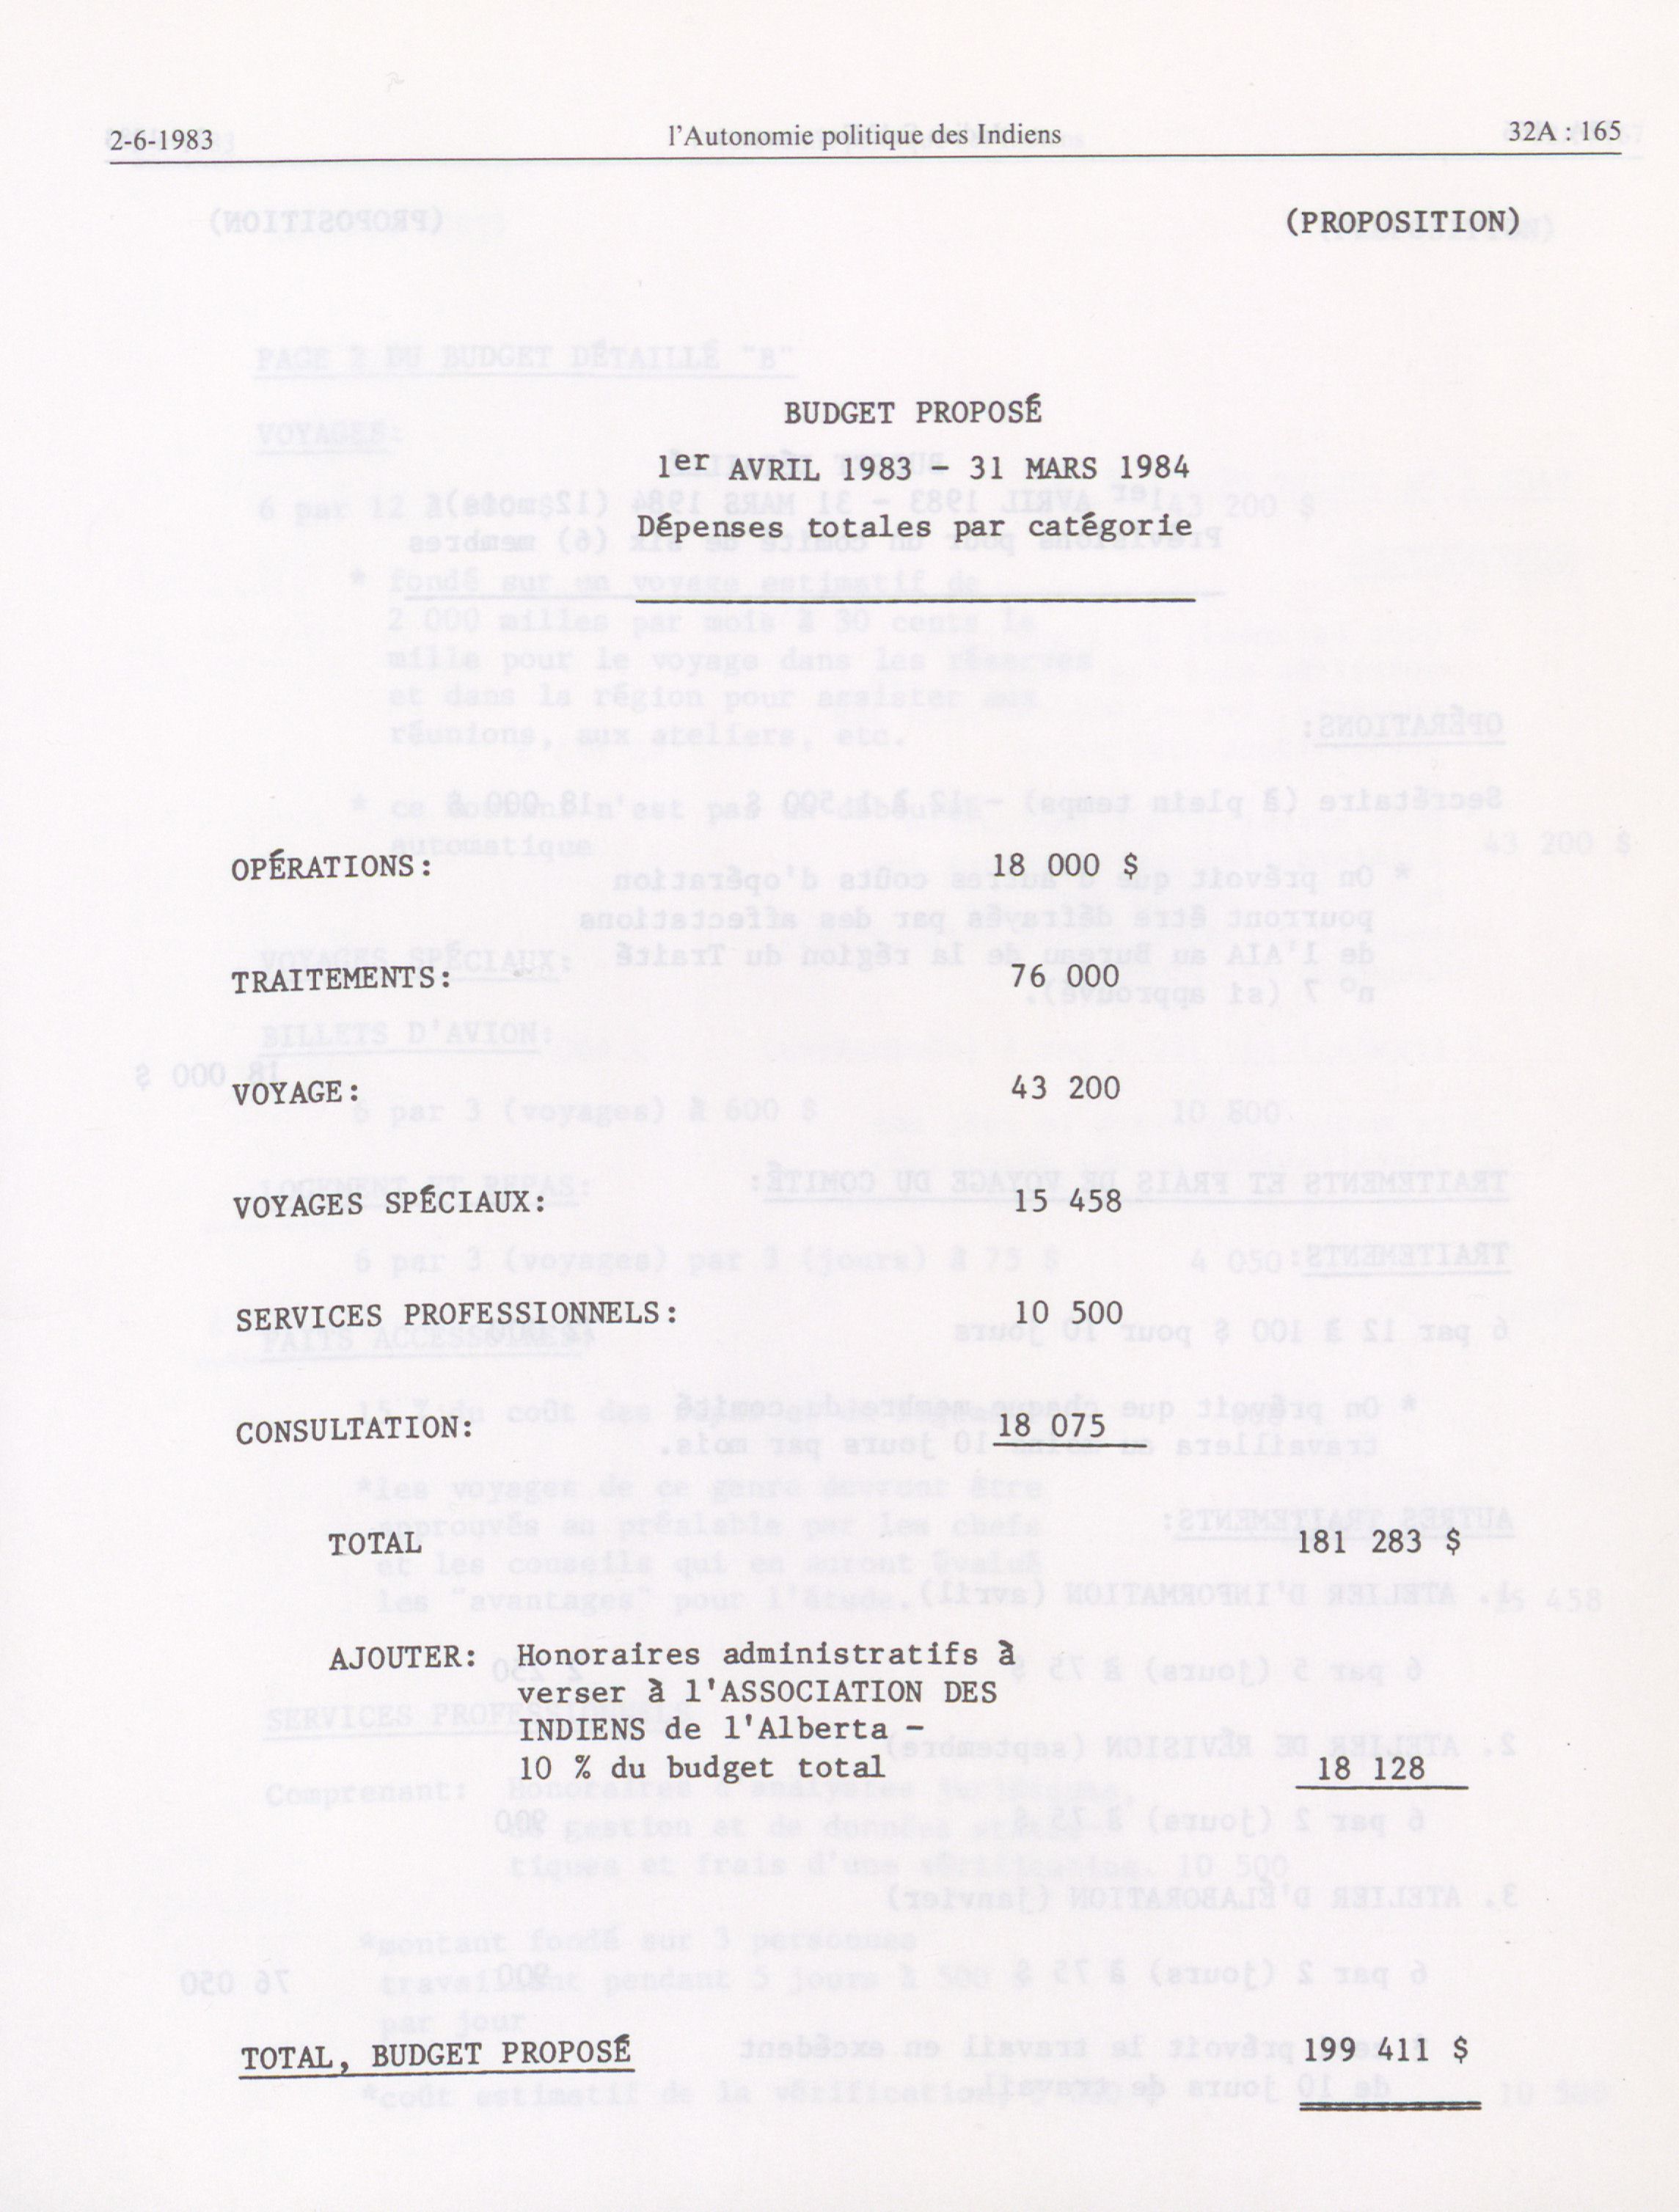 2-6-1983 l'Autonomie politique des Indiens 32A : 165
(PROPOSITION)
BUDGET PROPOSÉ
1er AVRIL 1983 - 31 MARS 1984
Dépenses totales par catégorie
OPÉRATIONS: 18 000 $
TRAITEMENTS: 76 000
VOYAGE: 43 200
VOYAGES SPÉCIAUX: 15 458
SERVICES PROFESSIONNELS: 10 500
CONSULTATION: 18 075
TOTAL 181 283 $
AJOUTER: Honoraires administratifs à
verser à l'ASSOCIATION DES
INDIENS de l'Alberta -
10 % du budget total 18 128
TOTAL, BUDGET PROPOSÉ 199 411 $